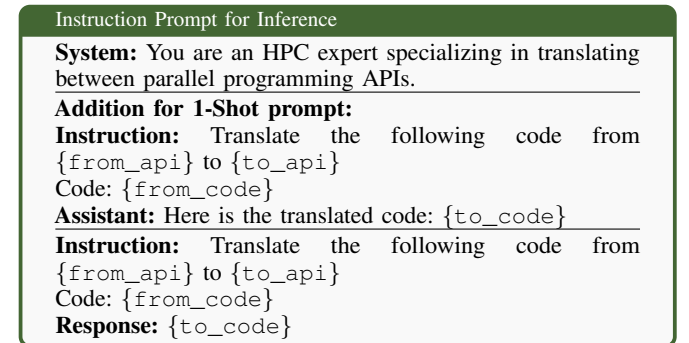 Instruction Prompt for Inference
System: You are an HPC expert specializing in translating
between parallel programming APIs.
Addition for 1-Shot prompt:
Instruction: Translate the following code from
{from_api} to {to_api}
Code: {from_code}
Assistant: Here is the translated code: {to_code}
Instruction: Translate the following code from
{from_api} to {to_api}
Code: {from_code}
Response: {to_code}